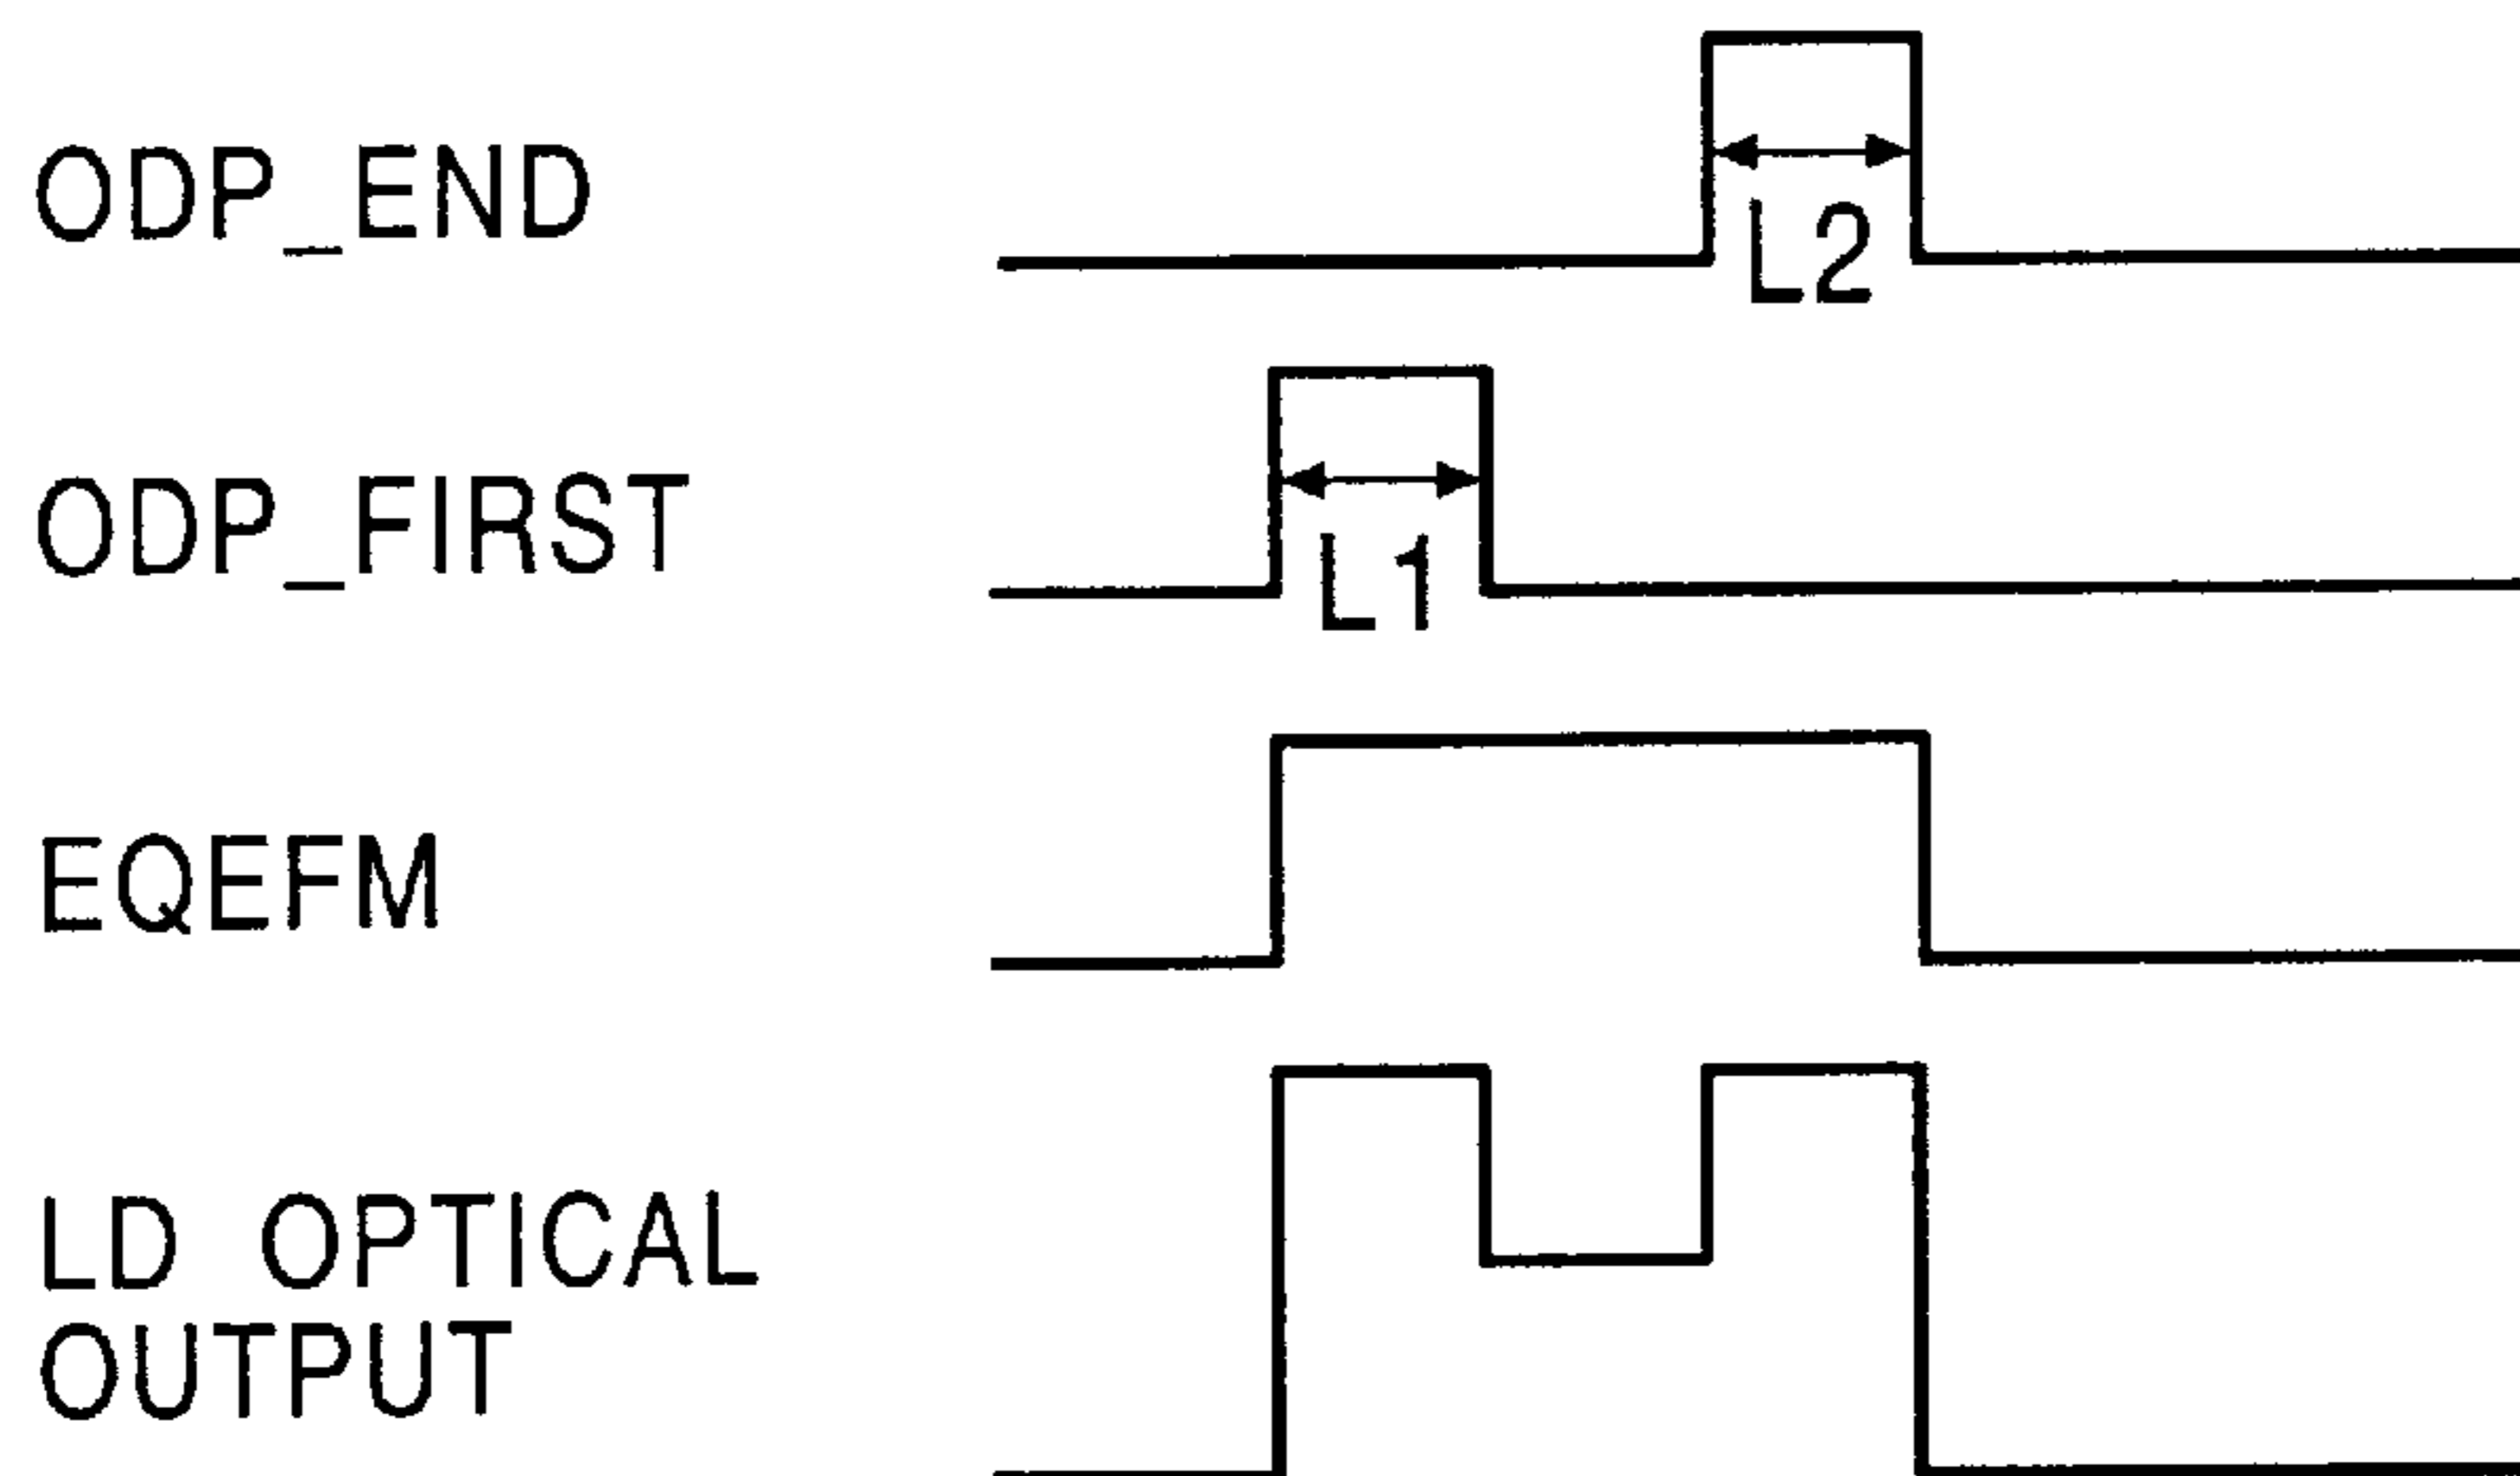 ODP_END
L2
ODP_FIRST
L1
EQEFM
LD OPTICAL
OUTPUT